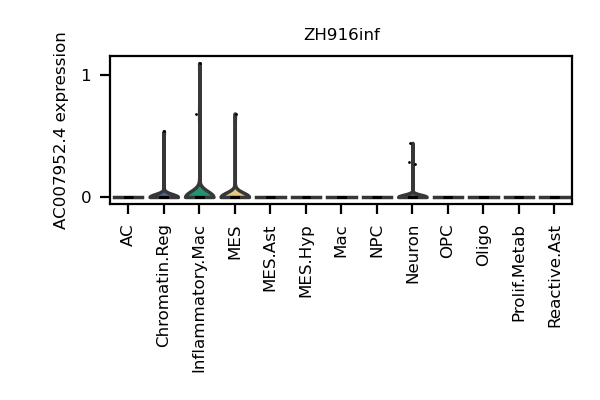 ZH916inf
AC007952.4 expression
1
0
AC
Chromatin.Reg
Inflammatory.Mac
MES
MES.Ast
MES.Hyp
Mac
NPC
Neuron
OPC
Oligo
Prolif.Metab
Reactive.Ast